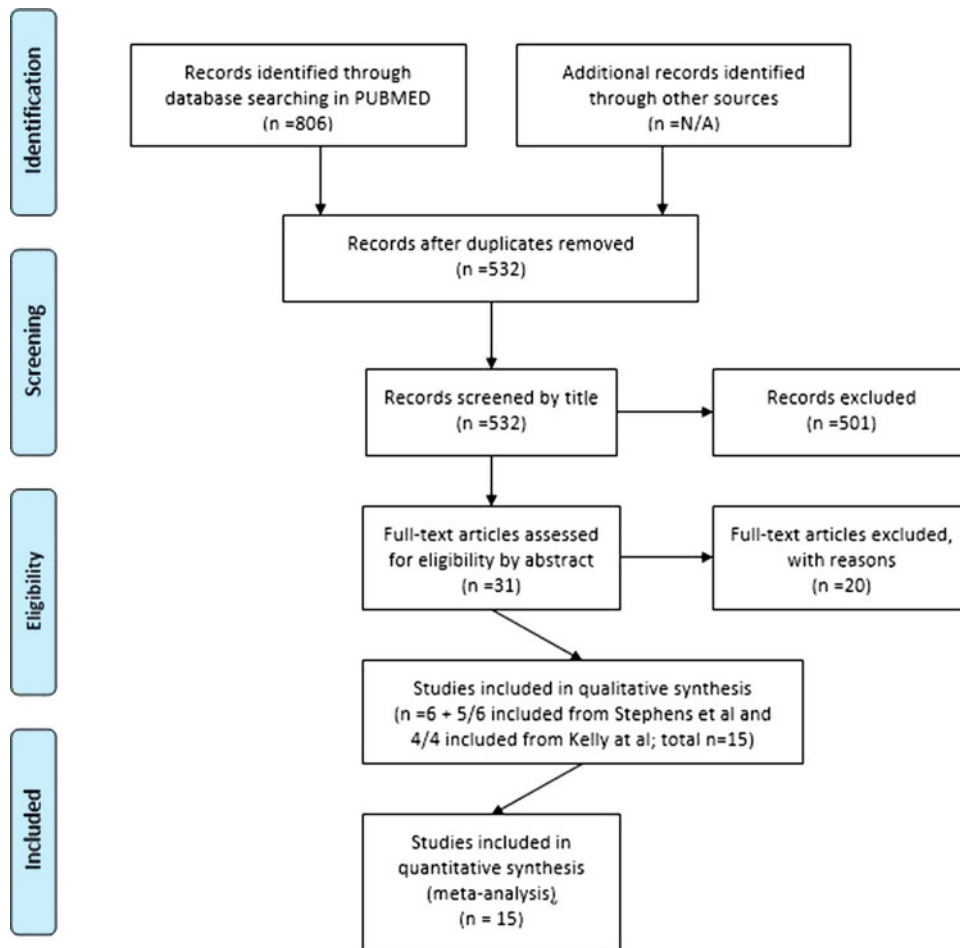 Identification
Records identified through
database searching in PUBMED
(n =806)
Additional records identified
through other sources
(n =N/A)
Records after duplicates removed
(n =532)
Screening
Records screened by title
(n =532)
Records excluded
(n =501)
Eligibility
Full-text articles assessed
for eligibility by abstract
(n =31)
Full-text articles excluded,
with reasons
(n =20)
Studies included in qualitative synthesis
(n =6 + 5/6 included from Stephens et al and
4/4 included from Kelly at al; total n=15)
Included
Studies included in
quantitative synthesis
(meta-analysis),
(n = 15)